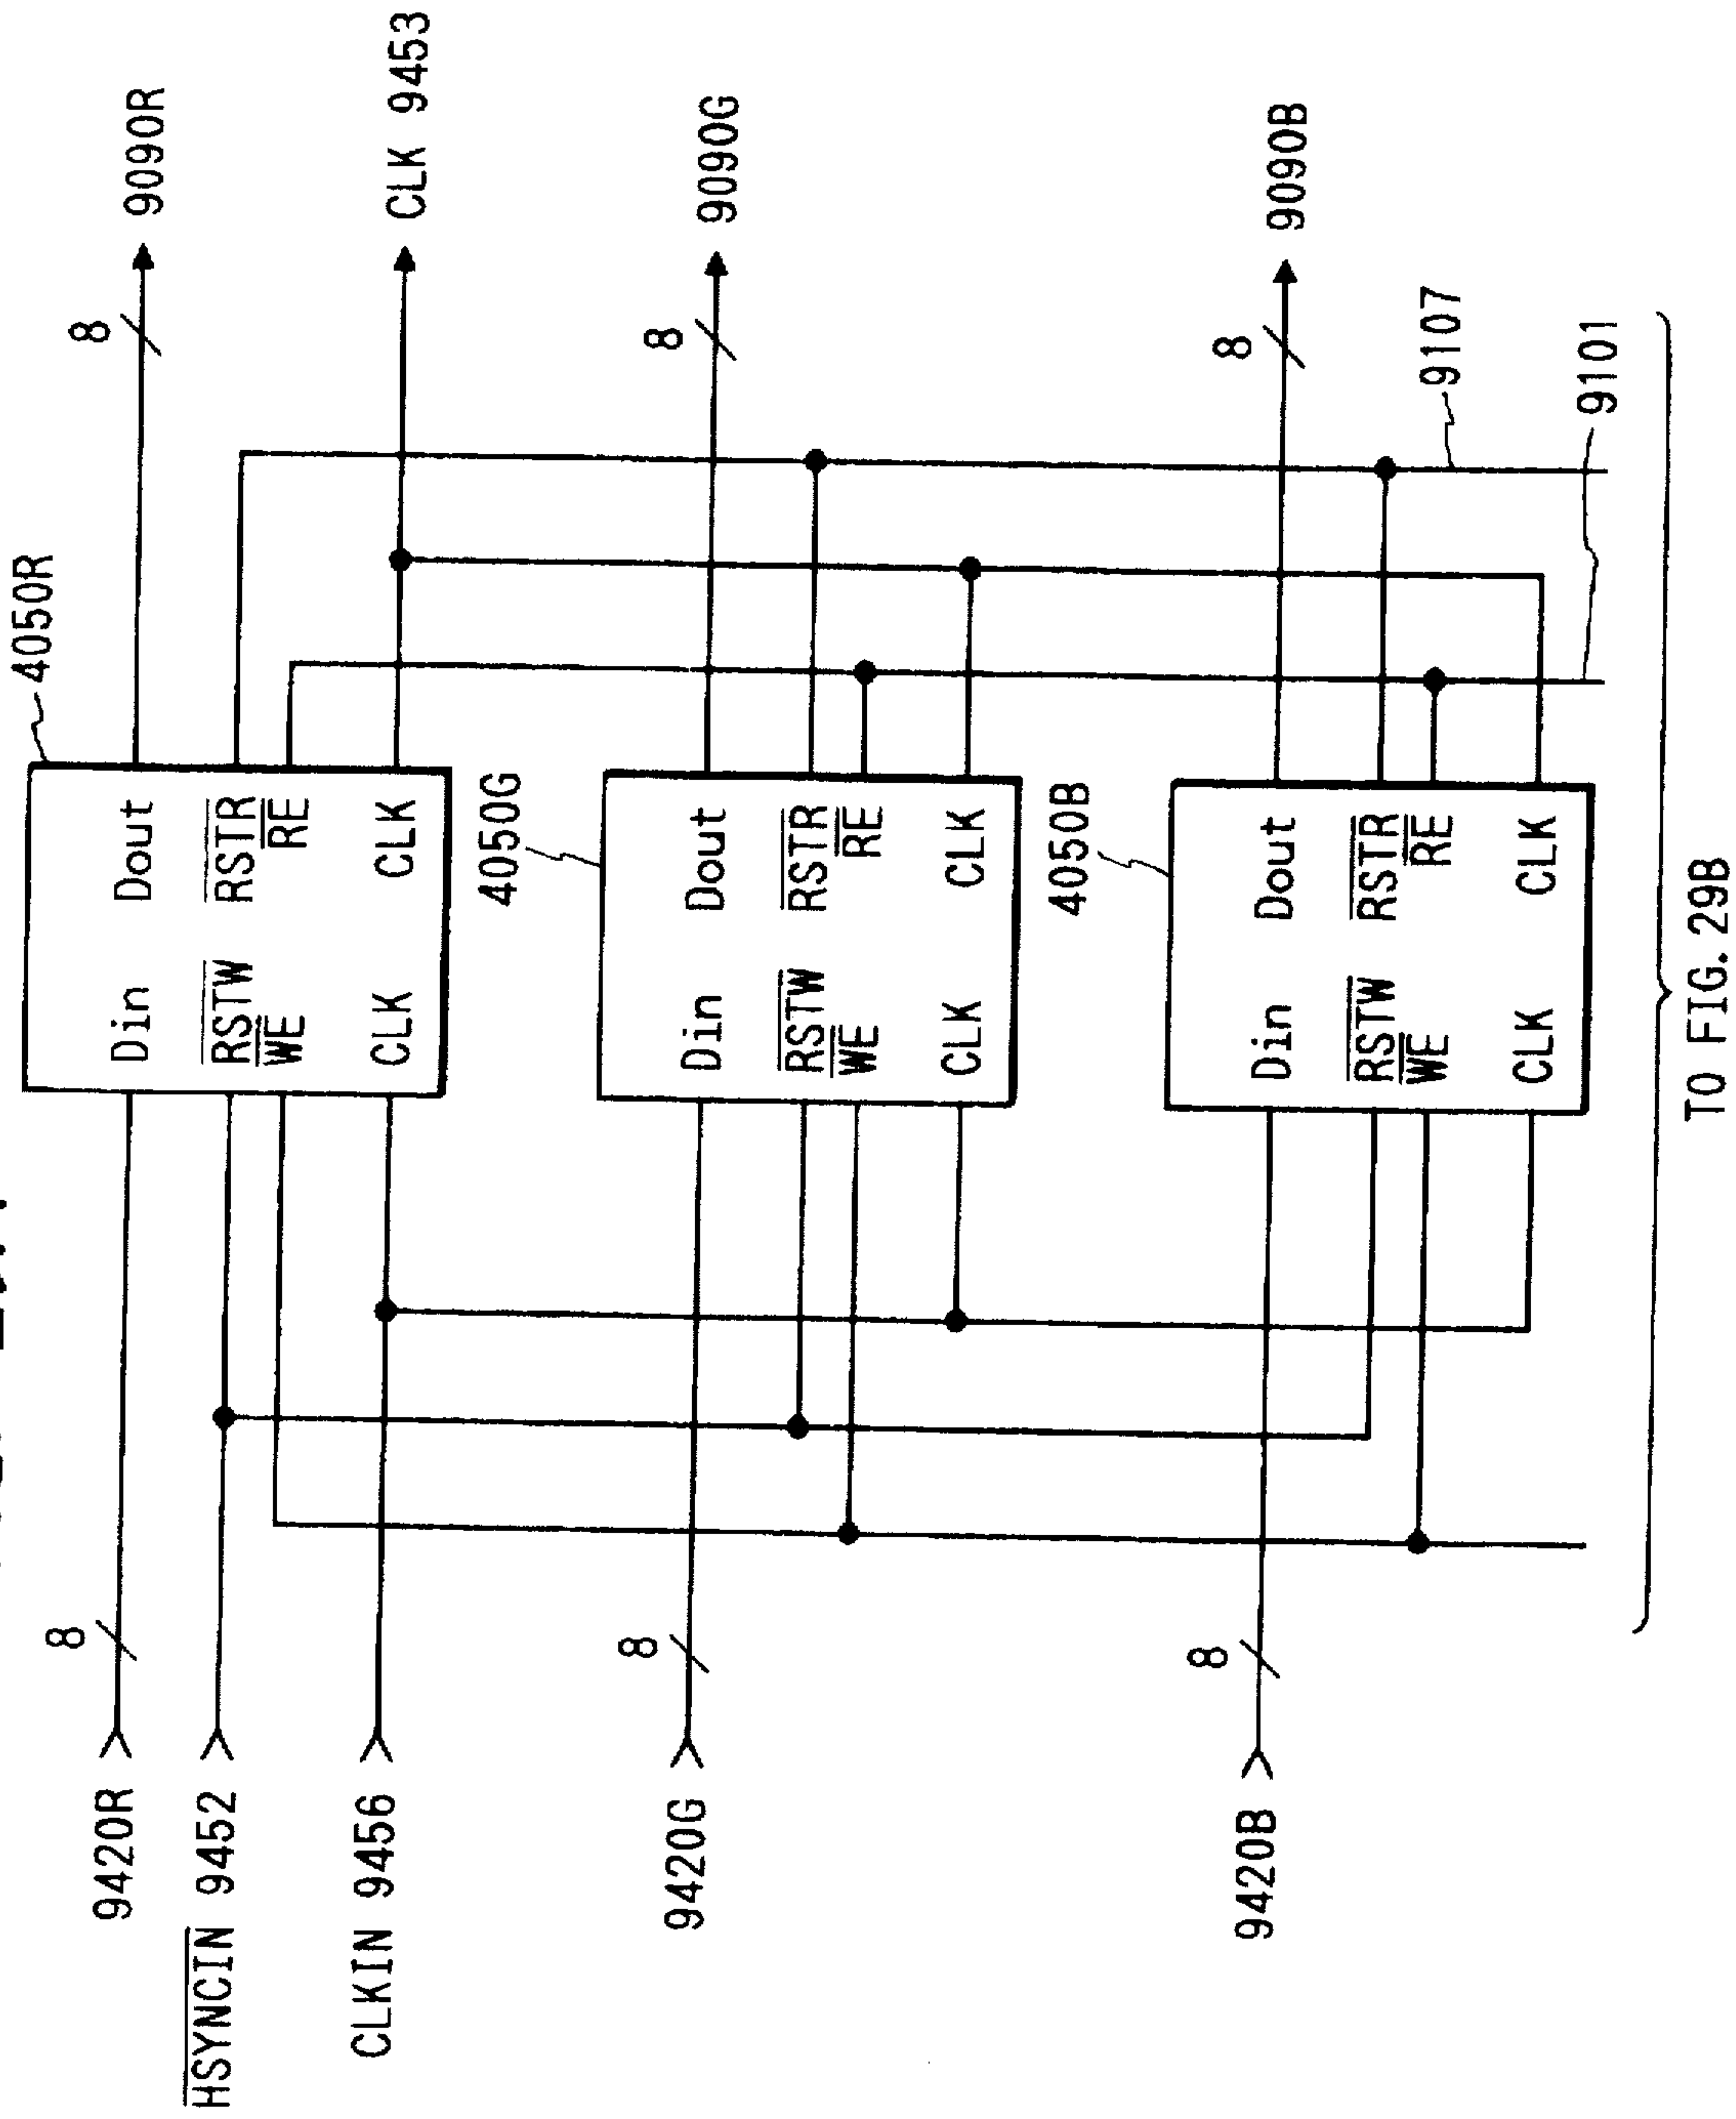 9420R
8
4050R
8
9090R
HSYNCIN 9452
CLKIN 9456
CLK 9453
Din Dout
RSTW RSTR
WE RE
CLK CLK
9420G
8
4050G
8
9090G
Din Dout
RSTW RSTR
WE RE
CLK CLK
9420B
8
4050B
8
9090B
Din Dout
RSTW RSTR
WE RE
CLK CLK
9107
9101
TO FIG. 29B